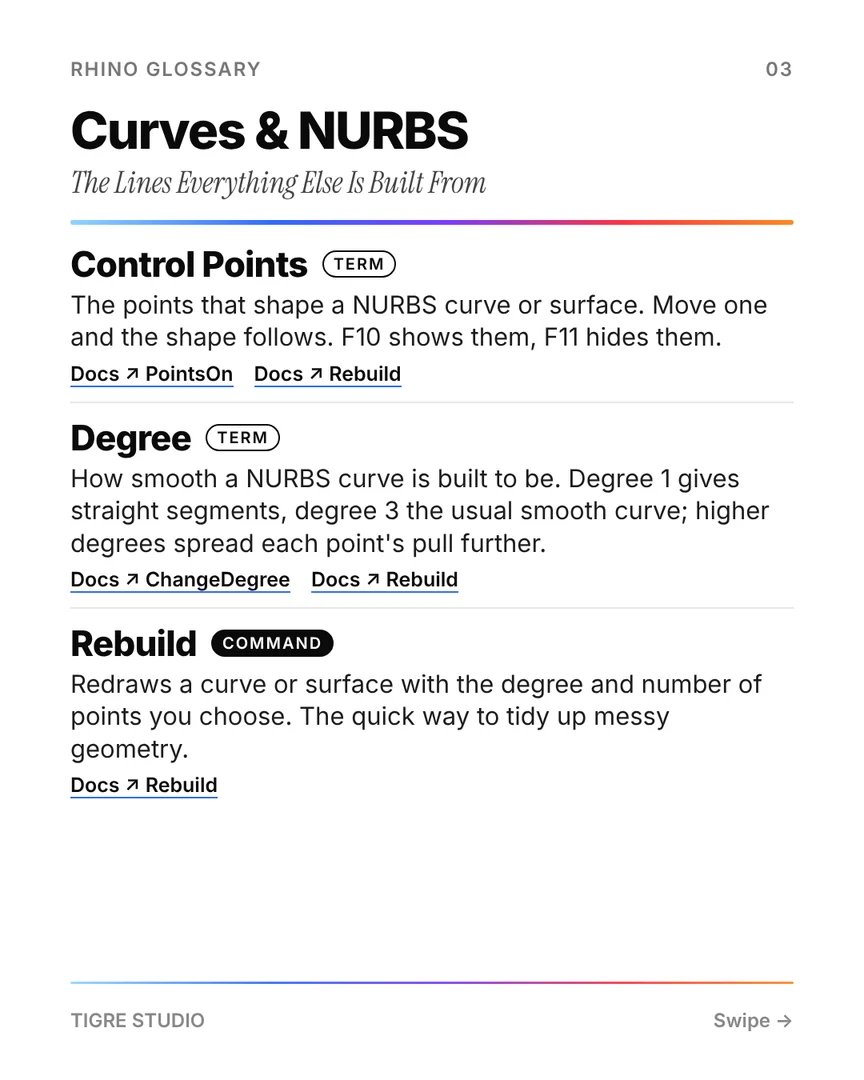 RHINO GLOSSARY 03
Curves & NURBS
The Lines Everything Else Is Built From
Control Points TERM
The points that shape a NURBS curve or surface. Move one
and the shape follows. F10 shows them, F11 hides them.
Docs ↗ PointsOn Docs ↗ Rebuild
Degree TERM
How smooth a NURBS curve is built to be. Degree 1 gives
straight segments, degree 3 the usual smooth curve; higher
degrees spread each point's pull further.
Docs ↗ ChangeDegree Docs ↗ Rebuild
Rebuild COMMAND
Redraws a curve or surface with the degree and number of
points you choose. The quick way to tidy up messy
geometry.
Docs ↗ Rebuild
TIGRE STUDIO Swipe →